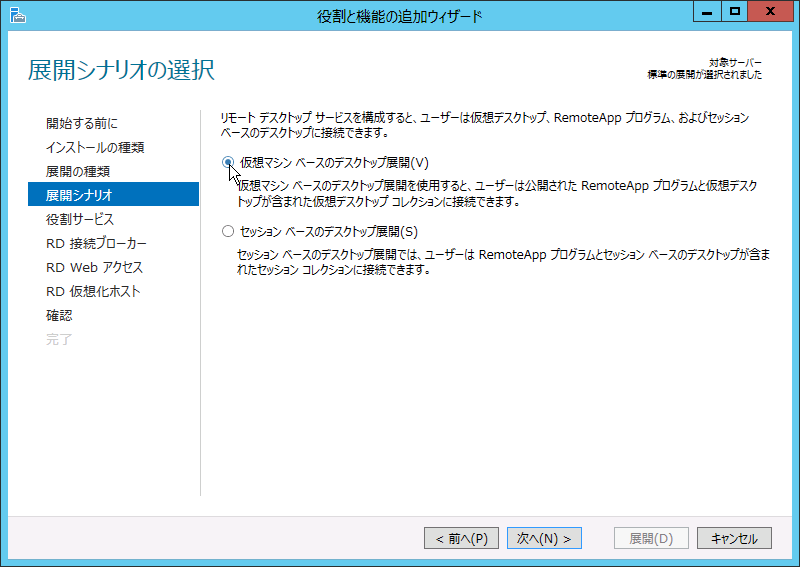 役割と機能の追加ウィザード
展開シナリオの選択
対象サーバー
標準の展開が選択されました
開始する前に
インストールの種類
展開の種類
展開シナリオ
役割サービス
RD 接続ブローカー
RD Web アクセス
RD 仮想化ホスト
確認
完了
リモート デスクトップ サービスを構成すると、ユーザーは仮想デスクトップ、RemoteApp プログラム、およびセッション
ベースのデスクトップに接続できます。
仮想マシン ベースのデスクトップ展開(V)
仮想マシン ベースのデスクトップ展開を使用すると、ユーザーは公開された RemoteApp プログラムと仮想デスク
トップが含まれた仮想デスクトップ コレクションに接続できます。
セッション ベースのデスクトップ展開(S)
セッション ベースのデスクトップ展開では、ユーザーは RemoteApp プログラムとセッション ベースのデスクトップが含ま
れたセッション コレクションに接続できます。
< 前へ(P)
次へ(N) >
展開(D)
キャンセル